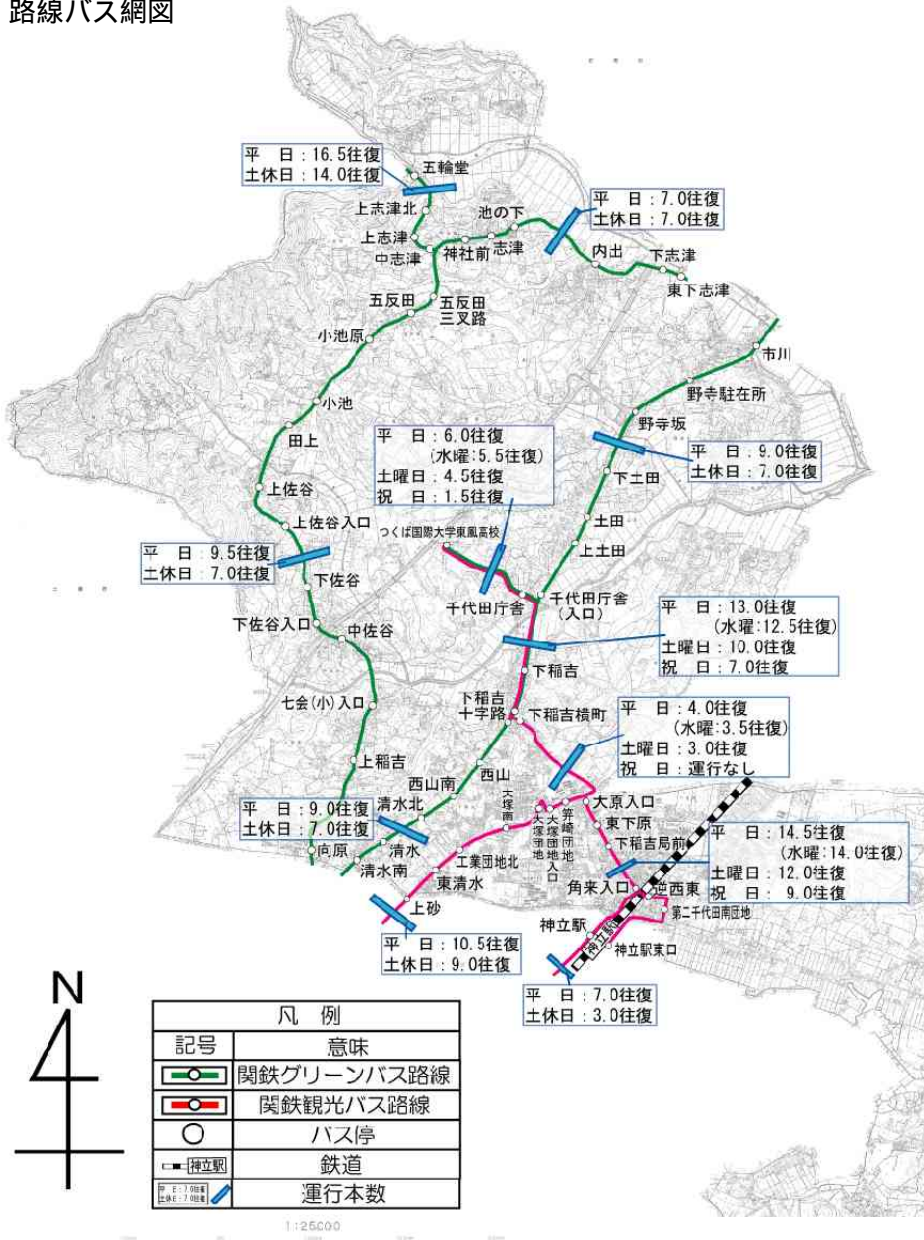 路線バス網図
平　日：16.5往復
土休日：14.0往復
五輪堂
上志津北
上志津
中志津
神社前
志津
池の下
平　日：7.0往復
土休日：7.0往復
内出
下志津
東下志津
五反田
五反田
三叉路
小池原
小池
田上
上佐谷
上佐谷入口
平　日：9.5往復
土休日：7.0往復
下佐谷
下佐谷入口
中佐谷
七会(小)入口
上稲吉
向原
市川
野寺駐在所
野寺坂
平　日：9.0往復
土休日：7.0往復
下土田
土田
上土田
平　日：6.0往復
(水曜：5.5往復)
土曜日：4.5往復
祝　日：1.5往復
つくば国際大学東風高校
千代田庁舎
千代田庁舎
(入口)
平　日：13.0往復
(水曜：12.5往復)
土曜日：10.0往復
祝　日：7.0往復
下稲吉
下稲吉
十字路
下稲吉横町
平　日：4.0往復
(水曜：3.5往復)
土曜日：3.0往復
祝　日：運行なし
西山
西山南
清水北
清水
清水南
平　日：9.0往復
土休日：7.0往復
大塚南
大塚団地
大塚団地入口
笄崎団地
大原入口
東下原
下稲吉局前
平　日：14.5往復
(水曜：14.0往復)
土曜日：12.0往復
祝　日：9.0往復
工業団地北
東清水
上砂
平　日：10.5往復
土休日：9.0往復
角来入口
逆西東
第二千代田南団地
神立駅
神立駅
神立駅東口
平　日：7.0往復
土休日：3.0往復
N
凡　例
記号　意味
関鉄グリーンバス路線
関鉄観光バス路線
バス停
神立駅　鉄道
平　日：7.0往復
土休日：7.0往復
運行本数
1:25000